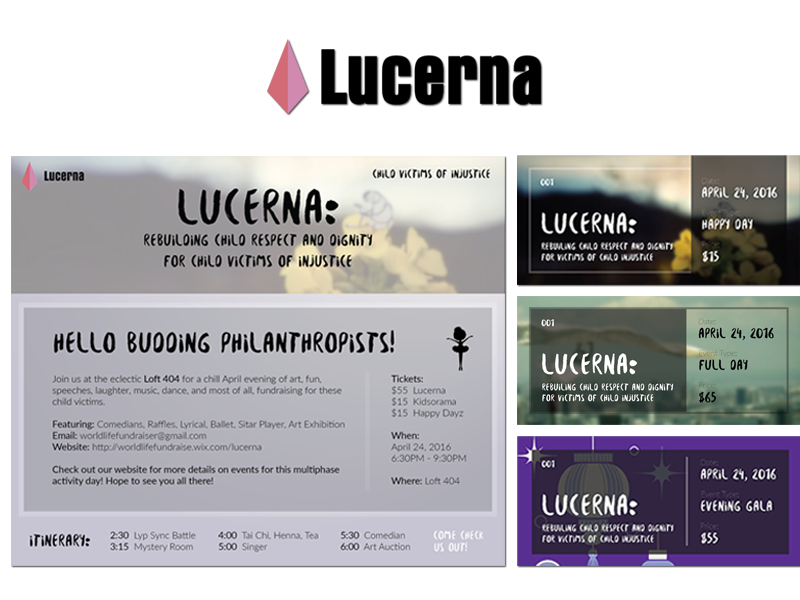 Lucerna
Lucerna
CHILD VICTIMS OF INJUSTICE
LUCERNA:
REBUILDING CHILD RESPECT AND DIGNITY
FOR CHILD VICTIMS OF INJUSTICE
HELLO BUDDING PHILANTHROPISTS!
Join us at the eclectic Loft 404 for a chill April evening of art, fun,
speeches, laughter, music, dance, and most of all, fundraising for these
child victims.
Featuring: Comedians, Raffles, Lyrical, Ballet, Sitar Player, Art Exhibition
Email: worldlifefundraiser@gmail.com
Website: http://worldlifefundraise.wix.com/lucerna
Check out our website for more details on events for this multiphase
activity day! Hope to see you all there!
Tickets:
$55 Lucerna
$15 Kidsorama
$15 Happy Dayz
When:
April 24, 2016
6:30PM - 9:30PM
Where: Loft 404
ITINERARY:
2:30 Lyp Sync Battle
3:15 Mystery Room
4:00 Tai Chi, Henna, Tea
5:00 Singer
5:30 Comedian
6:00 Art Auction
COME CHECK
US OUT!
001
LUCERNA:
REBUILDING CHILD RESPECT AND DIGNITY
FOR CHILD VICTIMS OF INJUSTICE
Date:
APRIL 24, 2016
HAPPY DAY
$15
001
LUCERNA:
REBUILDING CHILD RESPECT AND DIGNITY
FOR CHILD VICTIMS OF INJUSTICE
Date:
APRIL 24, 2016
Event Type:
FULL DAY
Price:
$65
001
LUCERNA:
REBUILDING CHILD RESPECT AND DIGNITY
FOR CHILD VICTIMS OF INJUSTICE
Date:
APRIL 24, 2016
Event Type:
EVENING GALA
Price:
$55